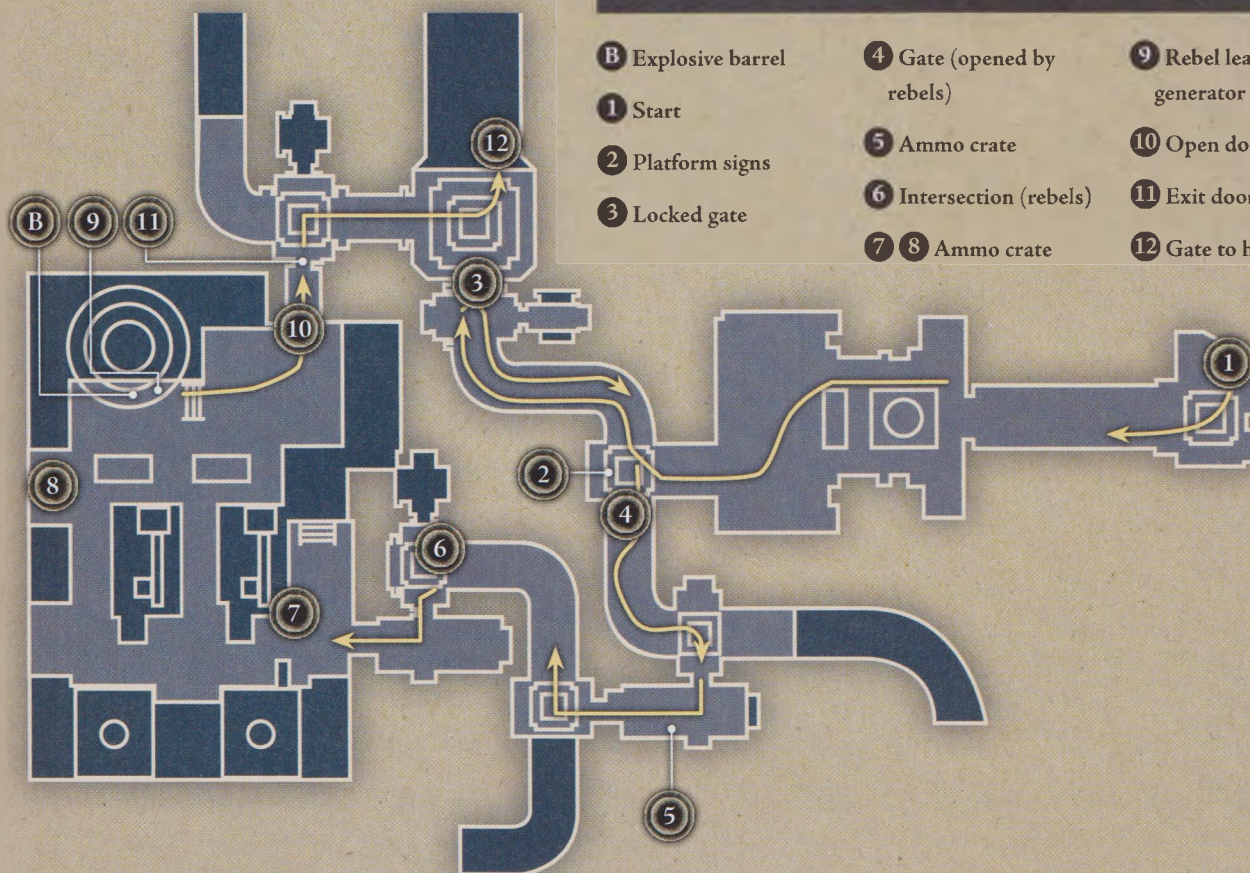 B Explosive barrel
1 Start
2 Platform signs
3 Locked gate
4 Gate (opened by
rebels)
5 Ammo crate
6 Intersection (rebels)
7 8 Ammo crate
9 Rebel
generator
10 Open
11 Exit door
12 Gate to
12
B 9 11
3
10
1
2
8
4
6
7
5